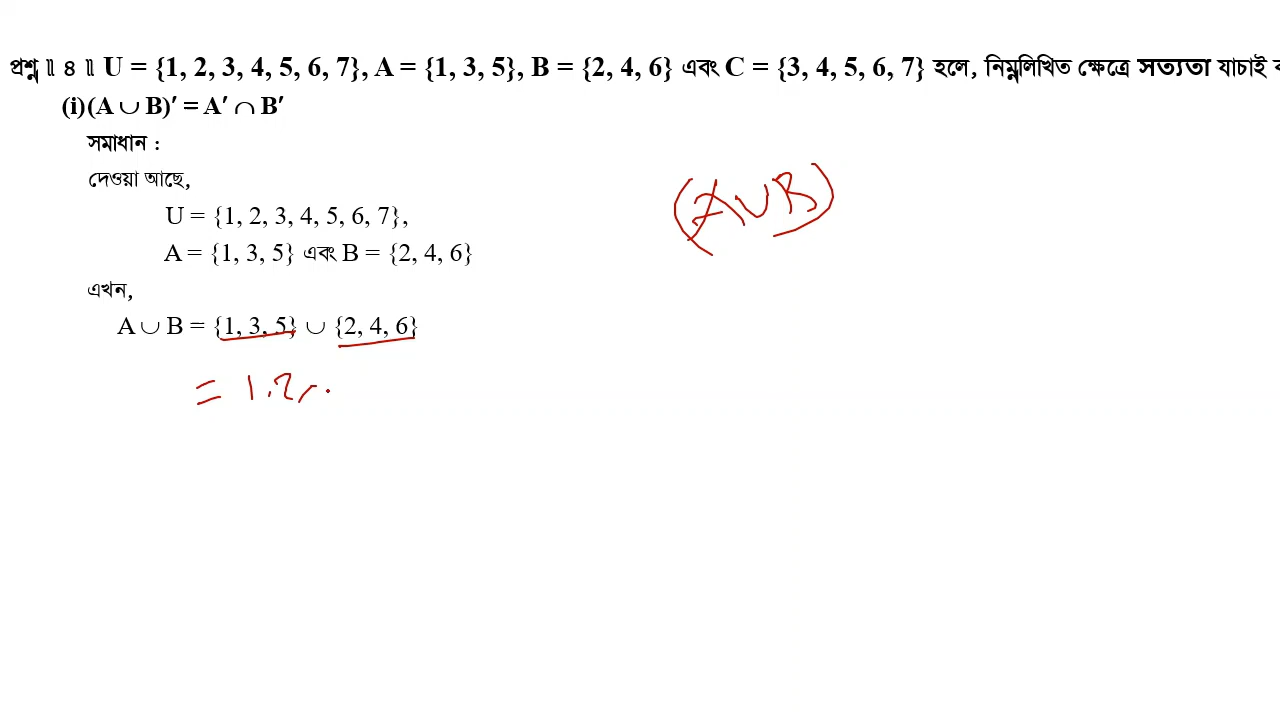 প্রশ্ন ॥ ৪ ॥ U = {1, 2, 3, 4, 5, 6, 7}, A = {1, 3, 5}, B = {2, 4, 6} এবং C = {3, 4, 5, 6, 7} হলে, নিম্নলিখিত ক্ষেত্রে সত্যতা যাচাই
(i)(A ∪ B)′ = A′ ∩ B′
সমাধান :
দেওয়া আছে,
(A∪B)
U = {1, 2, 3, 4, 5, 6, 7},
A = {1, 3, 5} এবং B = {2, 4, 6}
এখন,
A ∪ B = {1, 3, 5} ∪ {2, 4, 6}
= 1.2,